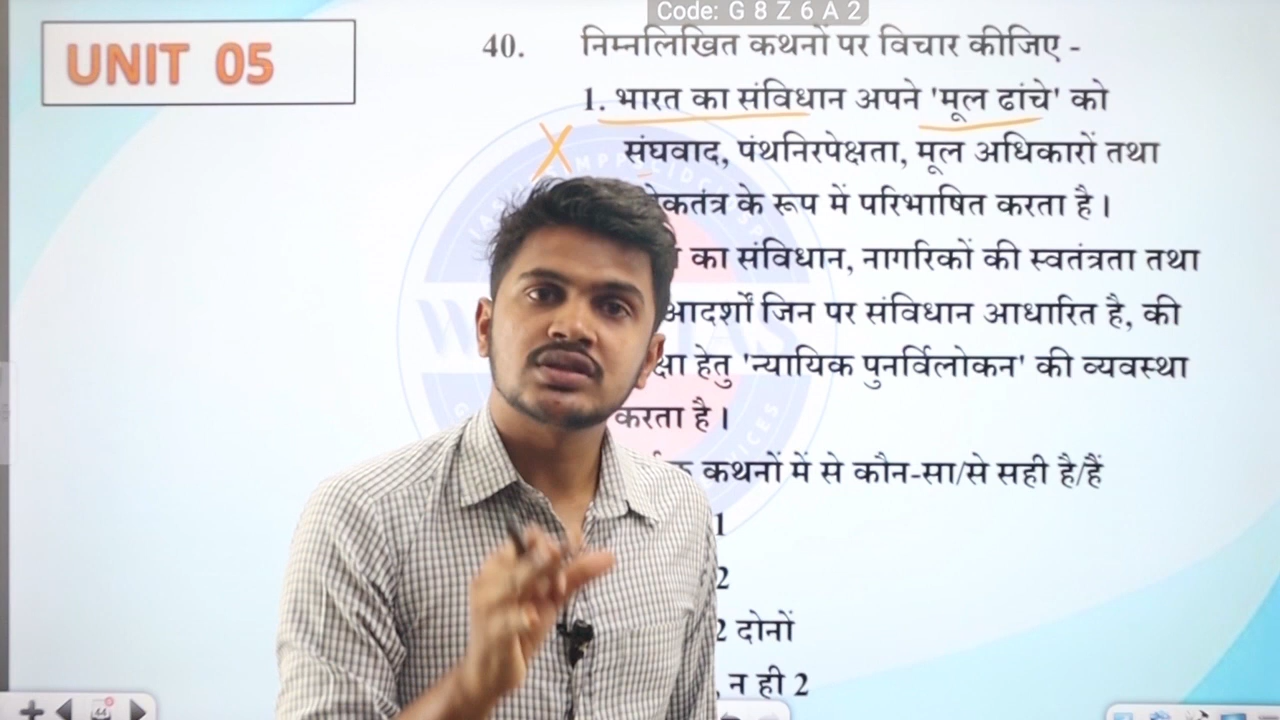 Code: G 8 Z 6 A 2
UNIT 05
40. निम्नलिखित कथनों पर विचार कीजिए -
1. भारत का संविधान अपने 'मूल ढांचे' को
संघवाद, पंथनिरपेक्षता, मूल अधिकारों तथा
के रूप में परिभाषित करता है।
का संविधान, नागरिकों की स्वतंत्रता तथा
आदर्शों जिन पर संविधान आधारित है, की
हेतु 'न्यायिक पुनर्विलोकन' की व्यवस्था
करता है।
कथनों में से कौन-सा/से सही है/हैं
1
2
2 दोनों
, न ही 2
44